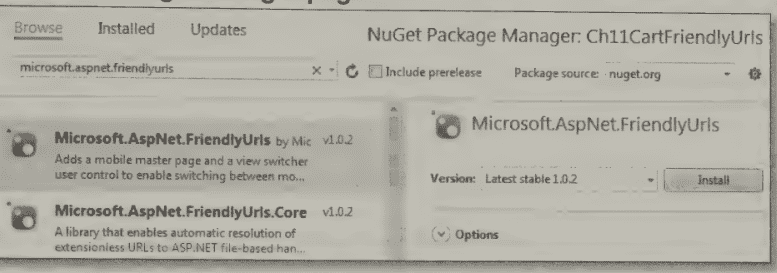 Browse Installed Updates
NuGet Package Manager: Ch11CartFriendlyUrls
microsoft.aspnet.friendlyurls
Include prerelease Package source: nuget.org
Microsoft.AspNet.FriendlyUrls by Mic v1.0.2
Adds a mobile master page and a view switcher
user control to enable switching between mo...
Microsoft.AspNet.FriendlyUrls.Core v1.0.2
A library that enables automatic resolution of
extensionless URLs to ASP.NET file-based han...
Microsoft.AspNet.FriendlyUrls
Version: Latest stable 1.0.2 Install
Options